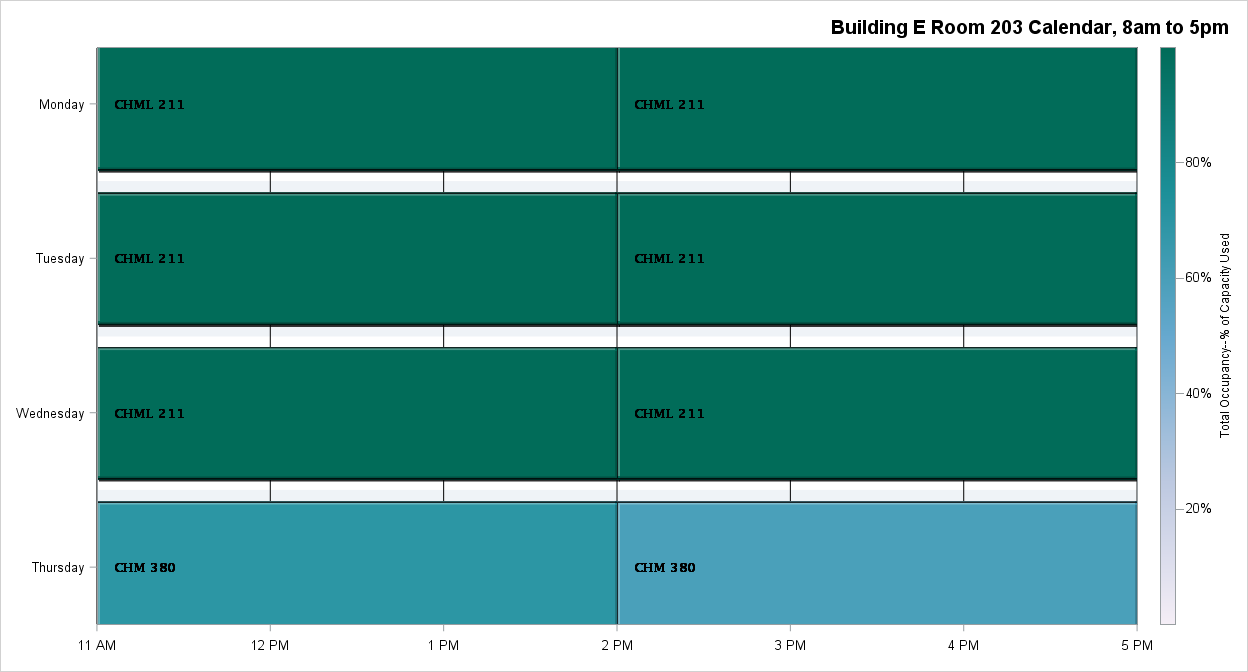 Building E Room 203 Calendar, 8am to 5pm
Monday
CHML 211
CHML 211
Tuesday
CHML 211
CHML 211
Wednesday
CHML 211
CHML 211
Thursday
CHM 380
CHM 380
11 AM
12 PM
1 PM
2 PM
3 PM
4 PM
5 PM
80%
60%
40%
20%
Total Occupancy--% of Capacity Used